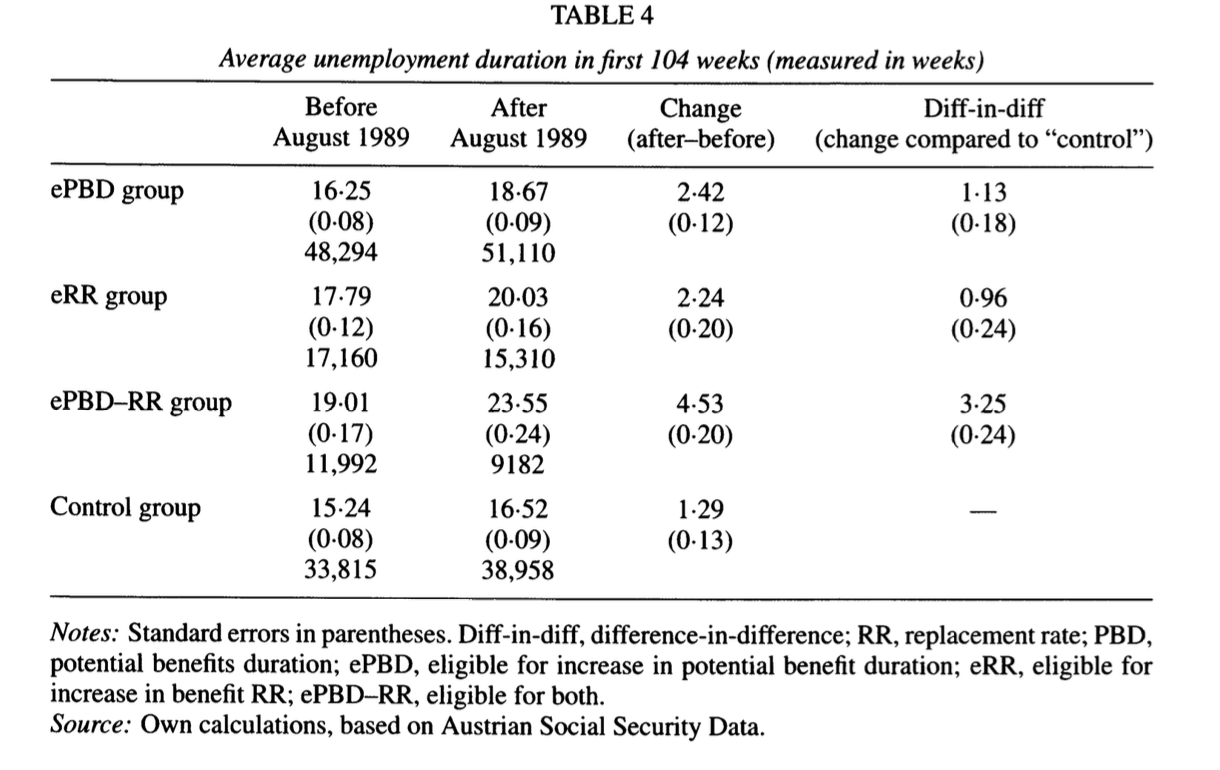 TABLE 4
Average unemployment duration in first 104 weeks (measured in weeks)
Before After Change Diff-in-diff
August 1989 August 1989 (after–before) (change compared to “control”)
ePBD group 16·25 18·67 2·42 1·13
(0·08) (0·09) (0·12) (0·18)
48,294 51,110
eRR group 17·79 20·03 2·24 0·96
(0·12) (0·16) (0·20) (0·24)
17,160 15,310
ePBD–RR group 19·01 23·55 4·53 3·25
(0·17) (0·24) (0·20) (0·24)
11,992 9182
Control group 15·24 16·52 1·29 —
(0·08) (0·09) (0·13)
33,815 38,958
Notes: Standard errors in parentheses. Diff-in-diff, difference-in-difference; RR, replacement rate; PBD,
potential benefits duration; ePBD, eligible for increase in potential benefit duration; eRR, eligible for
increase in benefit RR; ePBD–RR, eligible for both.
Source: Own calculations, based on Austrian Social Security Data.